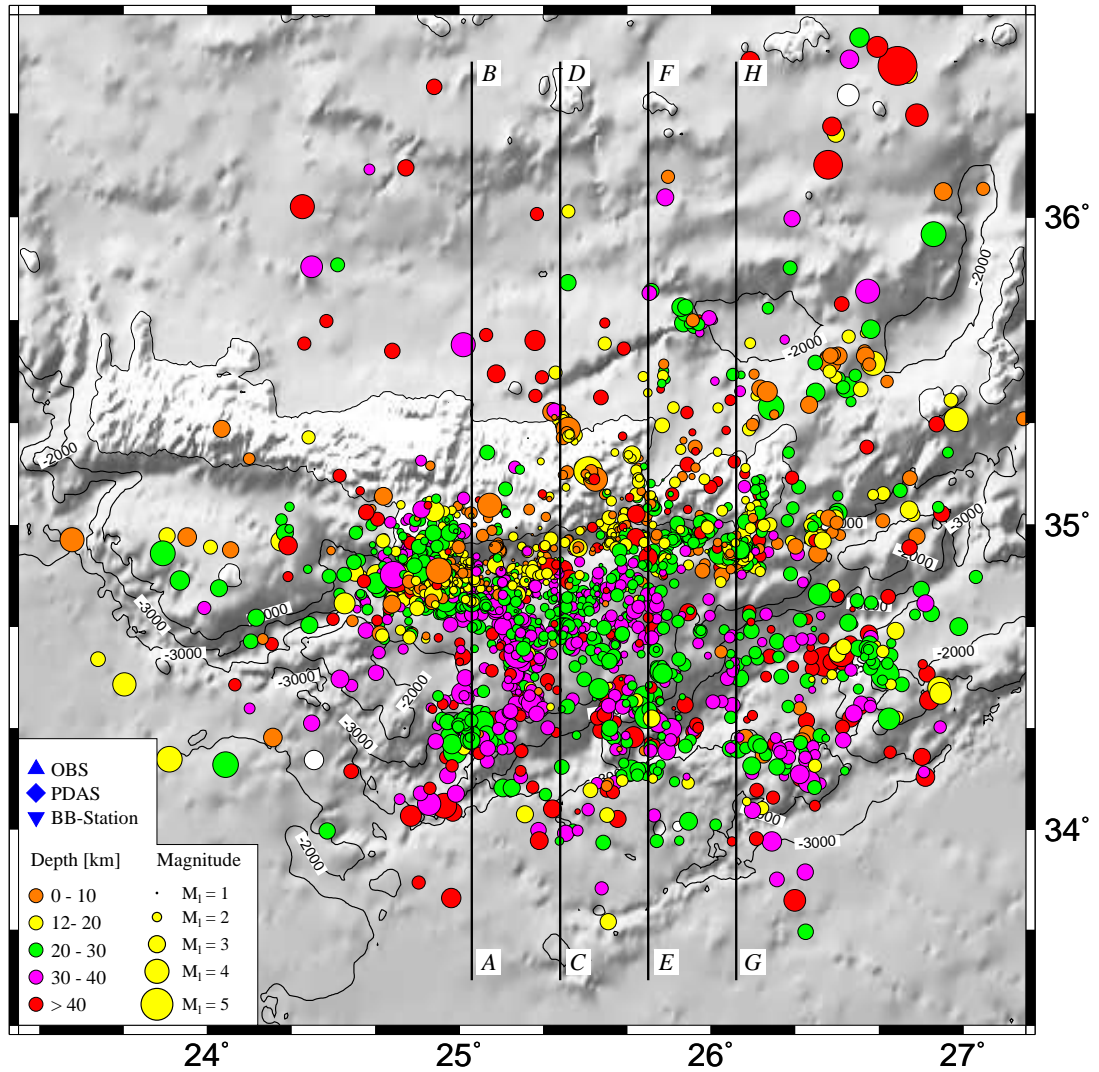 B D F H
-2000
36°
-2000
-2000
35°
-3000
-2000
-3000
-3000
-2000
-3000
-2000
-3000
-3000
34°
-2000
OBS
PDAS
BB-Station
Depth [km] Magnitude
0 - 10 Ml = 1
12- 20 Ml = 2
20 - 30 Ml = 3
30 - 40 Ml = 4
> 40 Ml = 5
A C E G
24° 25° 26° 27°